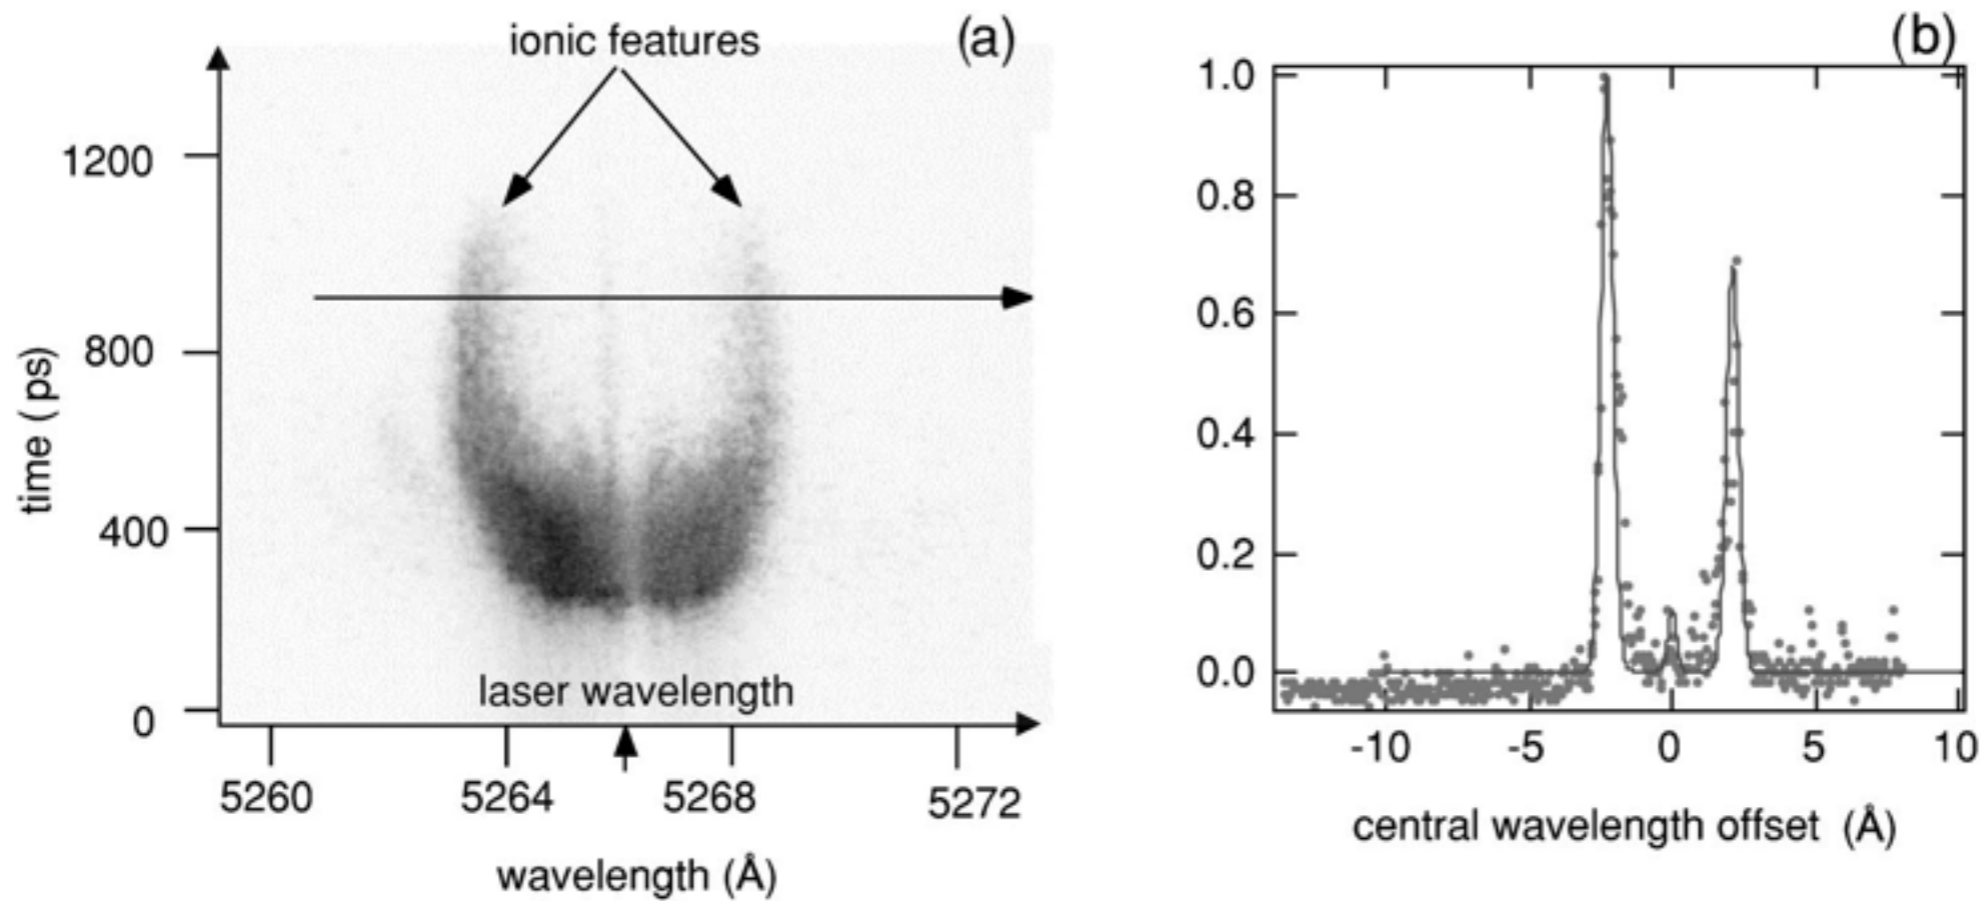 ionic features
(a)
1200
800
400
0
time ( ps)
laser wavelength
5260
5264
5268
5272
wavelength (Å)
(b)
1.0
0.8
0.6
0.4
0.2
0.0
-10
-5
0
5
10
central wavelength offset (Å)